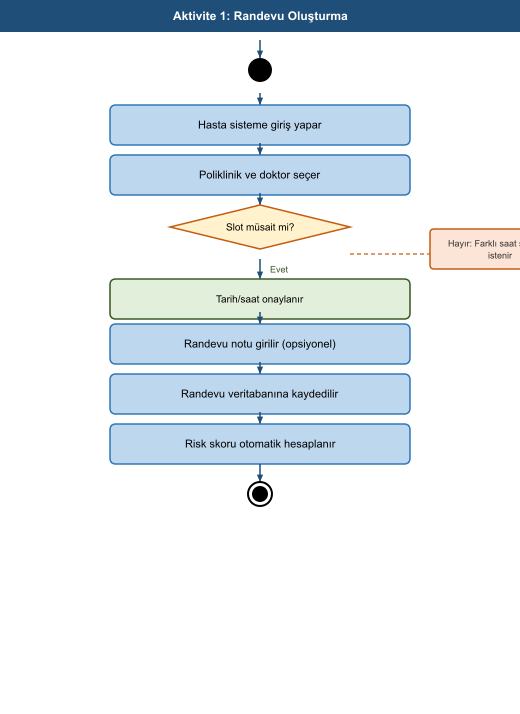 Aktivite 1: Randevu Oluşturma
Hasta sisteme giriş yapar
Poliklinik ve doktor seçer
Slot müsait mi?
Hayır: Farklı saat
istenir
Evet
Tarih/saat onaylanır
Randevu notu girilir (opsiyonel)
Randevu veritabanına kaydedilir
Risk skoru otomatik hesaplanır